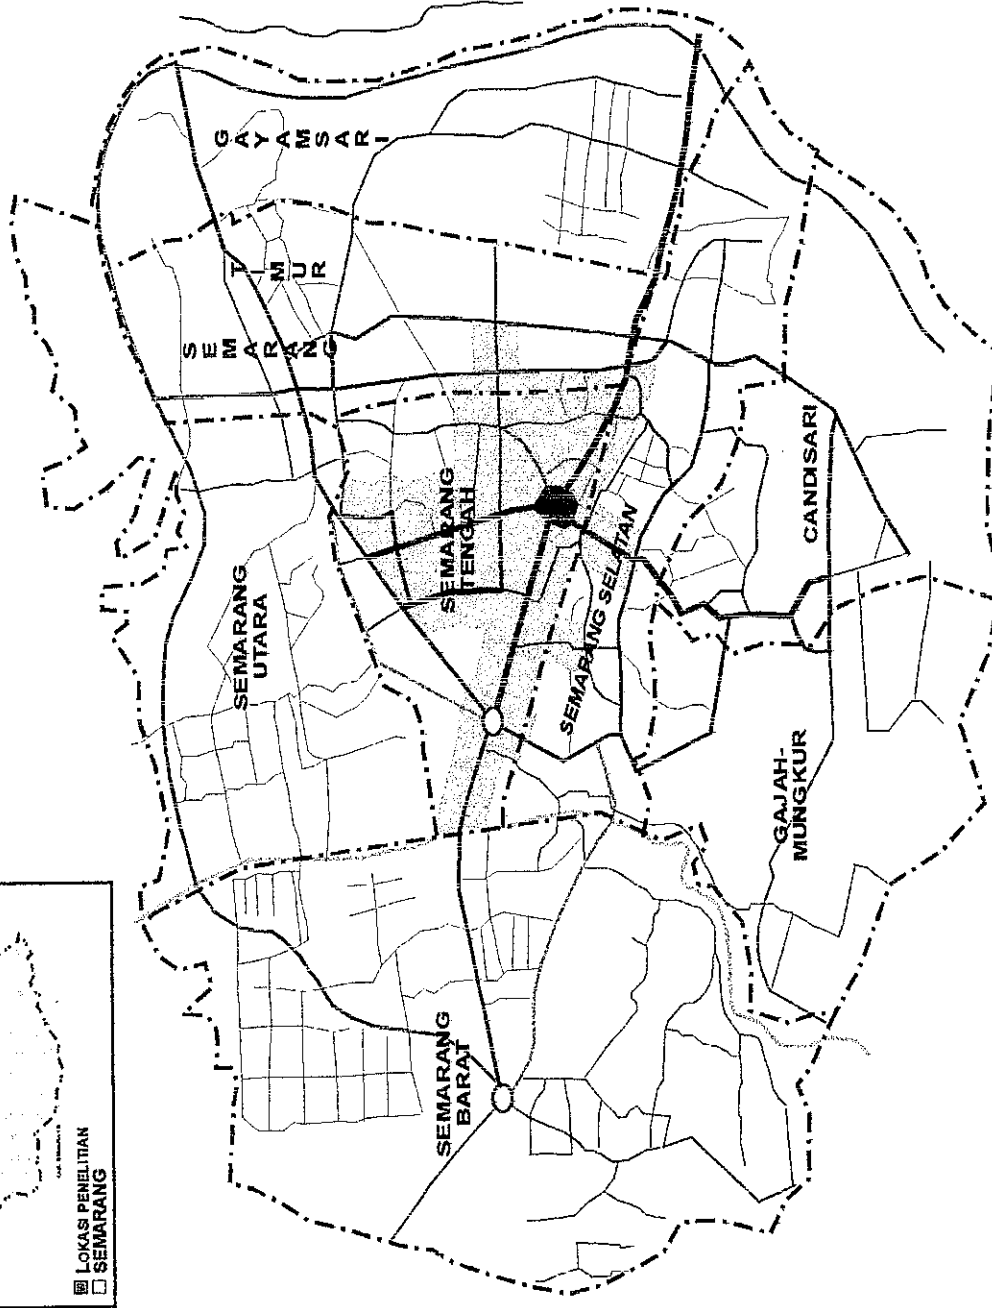 GAYAMSARI
TIMUR
SEMARANG
SEMARANG
TENGAH
CANDISARI
SEMARANG SELATAN
SEMARANG
UTARA
GAJAH-
MUNGKUR
SEMARANG
BARAT
LOKASI PENELITIAN
SEMARANG